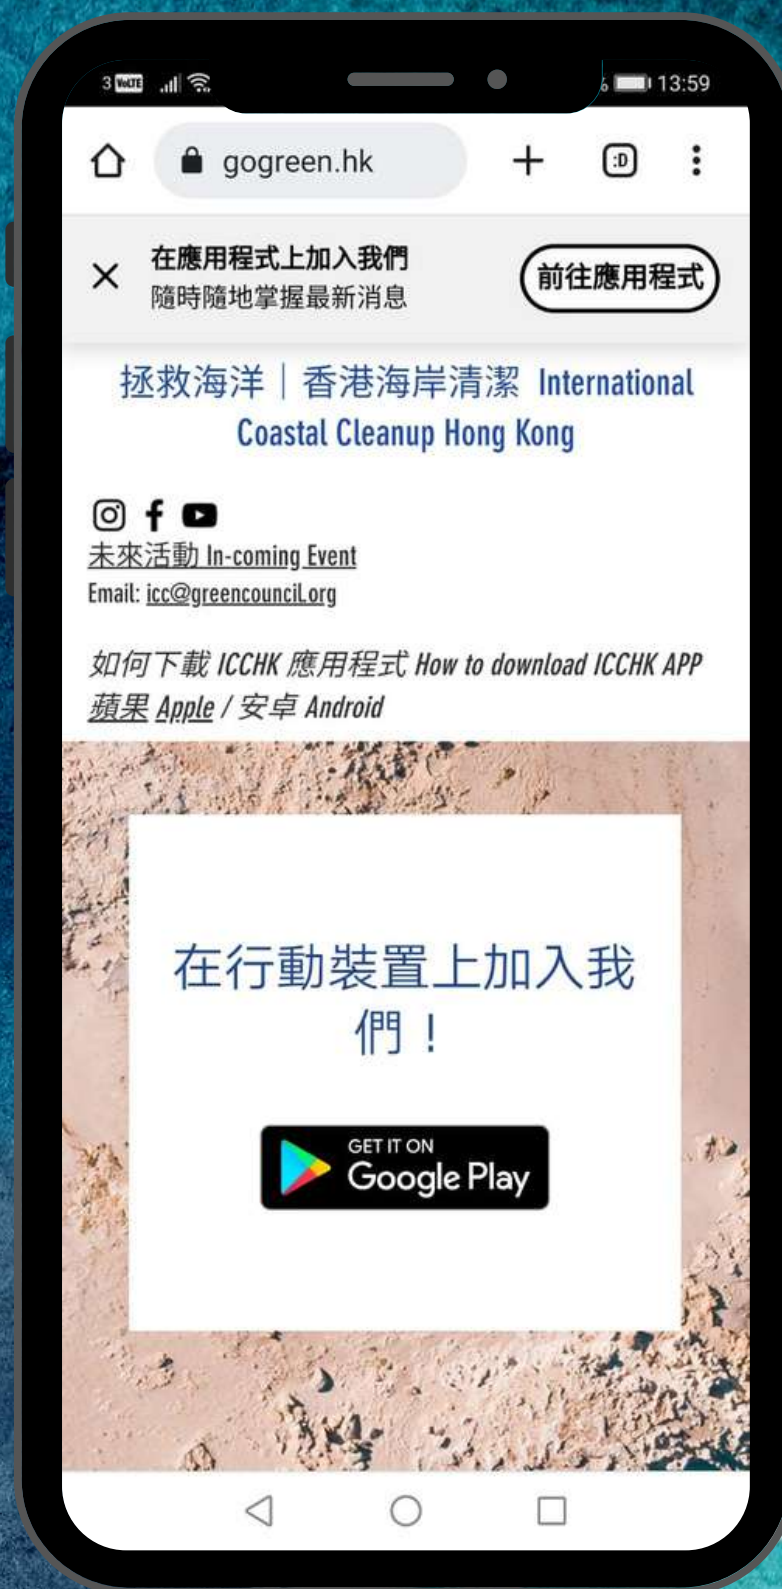 3 VoLTE % 13:59
gogreen.hk :D
在應用程式上加入我們
隨時隨地掌握最新消息
前往應用程式
拯救海洋｜香港海岸清潔 International
Coastal Cleanup Hong Kong
未來活動 In-coming Event
Email: icc@greencouncil.org
如何下載 ICCHK 應用程式 How to download ICCHK APP
蘋果 Apple / 安卓 Android
在行動裝置上加入我
們！
GET IT ON
Google Play